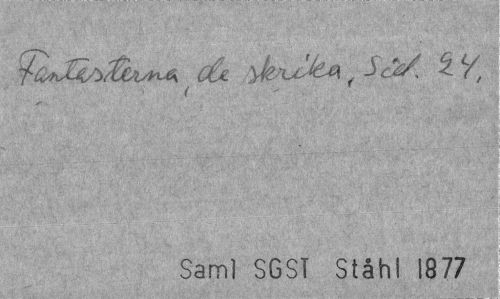 Fantasterna, de skrika, Sid. 24.
Saml SGST Ståhl 1877